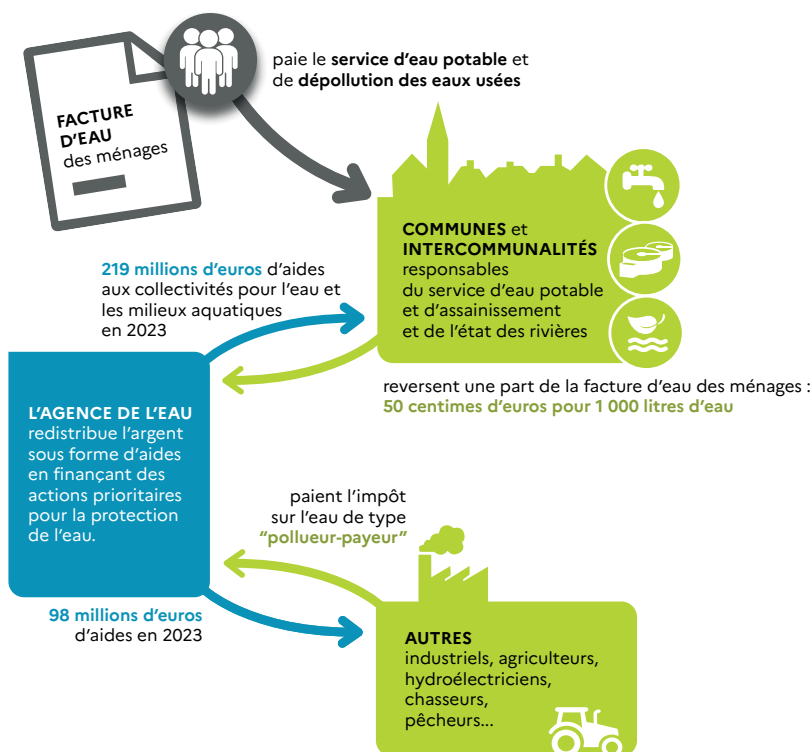 paie le service d'eau potable et
de dépollution des eaux usées
FACTURE
D'EAU
des ménages
COMMUNES et
INTERCOMMUNALITÉS
responsables
du service d'eau potable
et d'assainissement
et de l'état des rivières
219 millions d'euros d'aides
aux collectivités pour l'eau et
les milieux aquatiques
en 2023
reversent une part de la facture d'eau des ménages :
50 centimes d'euros pour 1 000 litres d'eau
L'AGENCE DE L'EAU
redistribue l'argent
sous forme d'aides
en finançant des
actions prioritaires
pour la protection
de l'eau.
paient l'impôt
sur l'eau de type
"pollueur-payeur"
98 millions d'euros
d'aides en 2023
AUTRES
industriels, agriculteurs,
hydroélectriciens,
chasseurs,
pêcheurs...